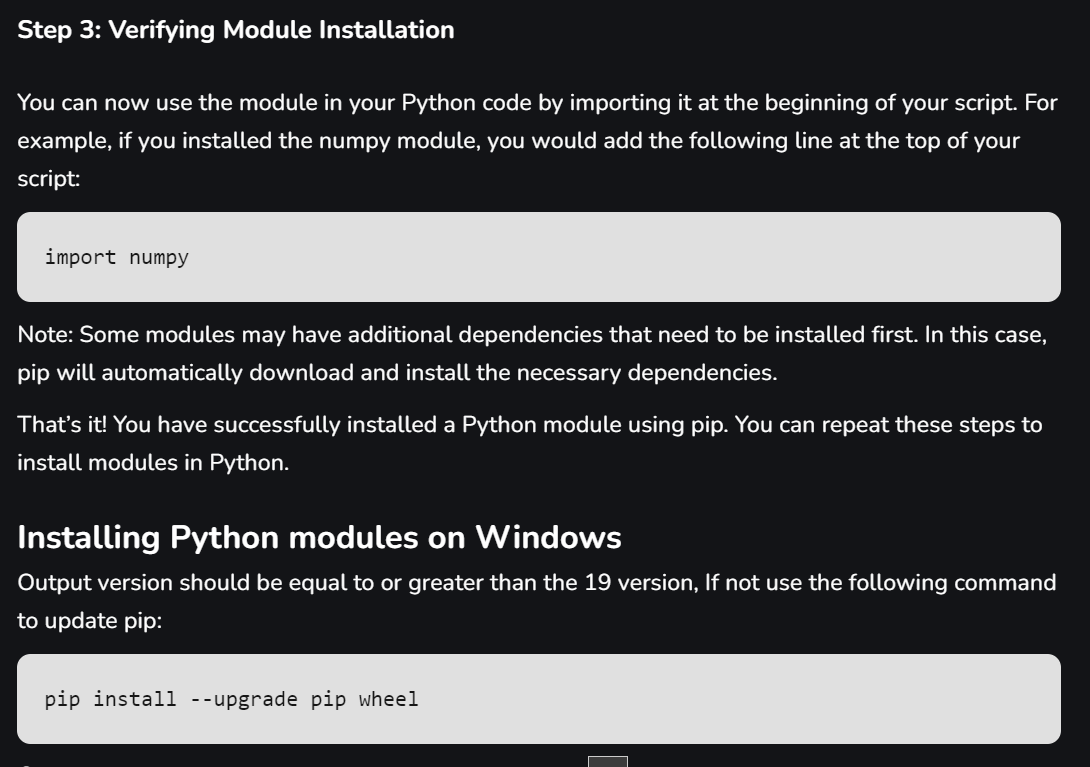 Step 3: Verifying Module Installation
You can now use the module in your Python code by importing it at the beginning of your script. For
example, if you installed the numpy module, you would add the following line at the top of your
script:
import numpy
Note: Some modules may have additional dependencies that need to be installed first. In this case,
pip will automatically download and install the necessary dependencies.
That’s it! You have successfully installed a Python module using pip. You can repeat these steps to
install modules in Python.
Installing Python modules on Windows
Output version should be equal to or greater than the 19 version, If not use the following command
to update pip:
pip install --upgrade pip wheel